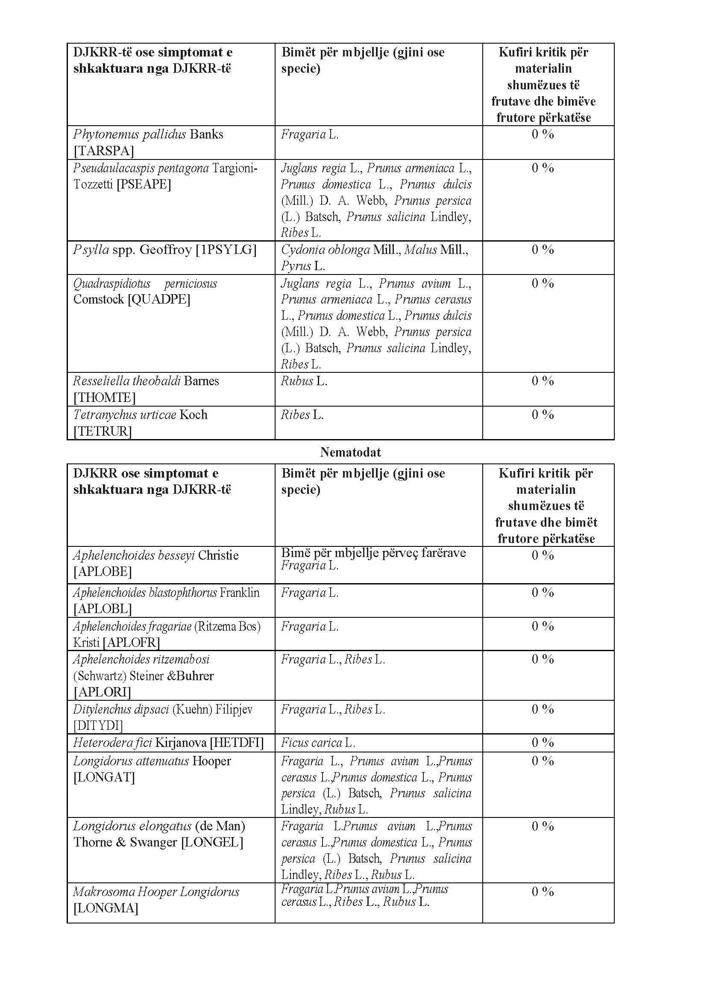 DJKRR-të ose simptomat e
shkaktuara nga DJKRR-të
Bimët për mbjellje (gjini ose
specie)
Kufiri kritik për
materialin
shumëzues të
frutave dhe bimëve
frutore përkatëse
Phytonemus pallidus Banks
[TARSPA]
Fragaria L.
0 %
Pseudaulacaspis pentagona Targioni-
Tozzetti [PSEAPE]
Juglans regia L., Prunus armeniaca L.,
Prunus domestica L., Prunus dulcis
(Mill.) D. A. Webb, Prunus persica
(L.) Batsch, Prunus salicina Lindley,
Ribes L.
0 %
Psylla spp. Geoffroy [1PSYLG]
Cydonia oblonga Mill., Malus Mill.,
Pyrus L.
0 %
Quadraspidiotus perniciosus
Comstock [QUADPE]
Juglans regia L., Prunus avium L.,
Prunus armeniaca L., Prunus cerasus
L., Prunus domestica L., Prunus dulcis
(Mill.) D. A. Webb, Prunus persica
(L.) Batsch, Prunus salicina Lindley,
Ribes L.
0 %
Resseliella theobaldi Barnes
[THOMTE]
Rubus L.
0 %
Tetranychus urticae Koch
[TETRUR]
Ribes L.
0 %
Nematodat
DJKRR ose simptomat e
shkaktuara nga DJKRR-të
Bimët për mbjellje (gjini ose
specie)
Kufiri kritik për
materialin
shumëzues të
frutave dhe bimët
frutore përkatëse
Aphelenchoides besseyi Christie
[APLOBE]
Bimë për mbjellje përveç farërave
Fragaria L.
0 %
Aphelenchoides blastophthorus Franklin
[APLOBL]
Fragaria L.
0 %
Aphelenchoides fragariae (Ritzema Bos)
Kristi [APLOFR]
Fragaria L.
0 %
Aphelenchoides ritzemabosi
(Schwartz) Steiner &Buhrer
[APLORI]
Fragaria L., Ribes L.
0 %
Ditylenchus dipsaci (Kuehn) Filipjev
[DITYDI]
Fragaria L., Ribes L.
0 %
Heterodera fici Kirjanova [HETDFI]
Ficus carica L.
0 %
Longidorus attenuatus Hooper
[LONGAT]
Fragaria L., Prunus avium L.,Prunus
cerasus L.,Prunus domestica L., Prunus
persica (L.) Batsch, Prunus salicina
Lindley, Rubus L.
0 %
Longidorus elongatus (de Man)
Thorne & Swanger [LONGEL]
Fragaria L.Prunus avium L.,Prunus
cerasus L.,Prunus domestica L., Prunus
persica (L.) Batsch, Prunus salicina
Lindley, Ribes L., Rubus L.
0 %
Makrosoma Hooper Longidorus
[LONGMA]
Fragaria L.Prunus avium L.,Prunus
cerasus L., Ribes L., Rubus L.
0 %